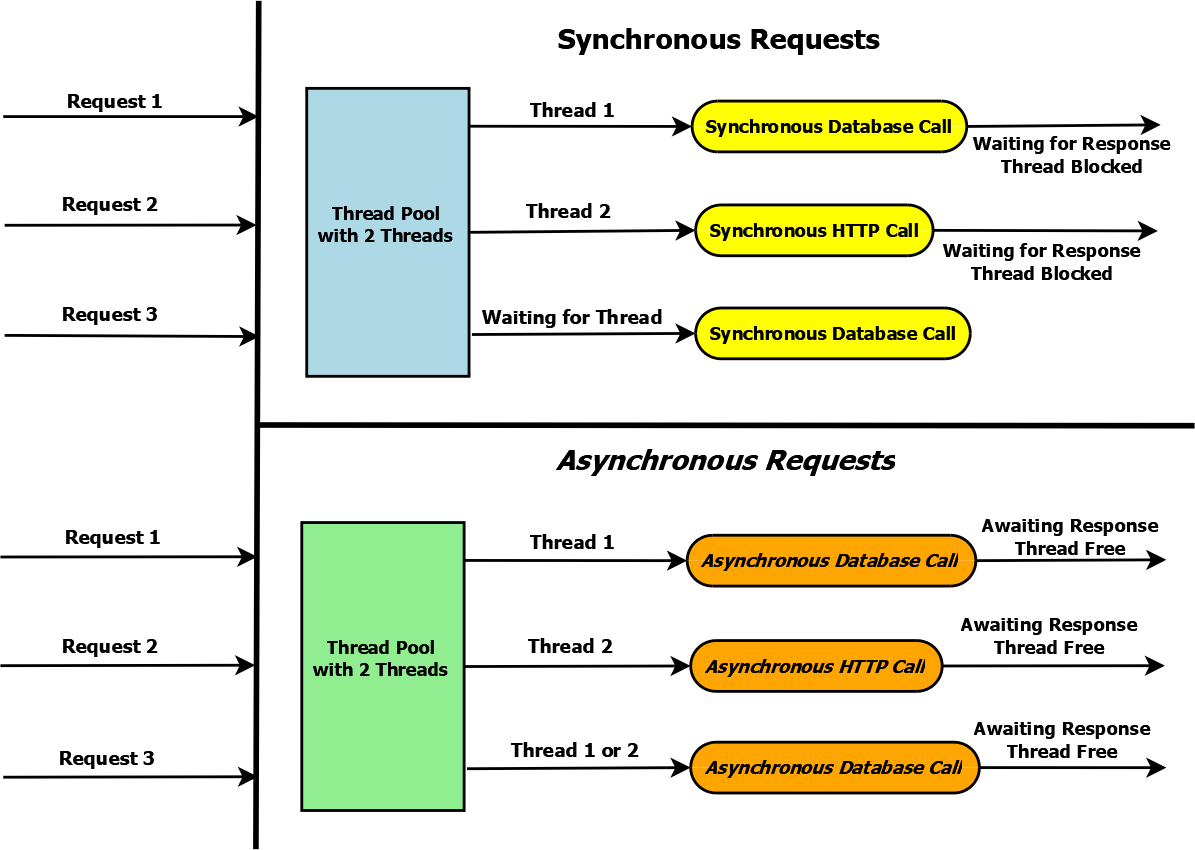 Synchronous Requests
Request 1
Thread 1
Synchronous Database Call
Waiting for Response
Thread Blocked
Request 2
Thread Pool
with 2 Threads
Thread 2
Synchronous HTTP Call
Waiting for Response
Thread Blocked
Request 3
Waiting for Thread
Synchronous Database Call
Asynchronous Requests
Request 1
Thread 1
Asynchronous Database Call
Awaiting Response
Thread Free
Request 2
Thread Pool
with 2 Threads
Thread 2
Asynchronous HTTP Call
Awaiting Response
Thread Free
Request 3
Thread 1 or 2
Asynchronous Database Call
Awaiting Response
Thread Free